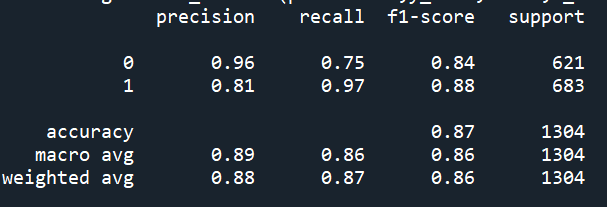 precision recall f1-score support
0 0.96 0.75 0.84 621
1 0.81 0.97 0.88 683
accuracy 0.87 1304
macro avg 0.89 0.86 0.86 1304
weighted avg 0.88 0.87 0.86 1304